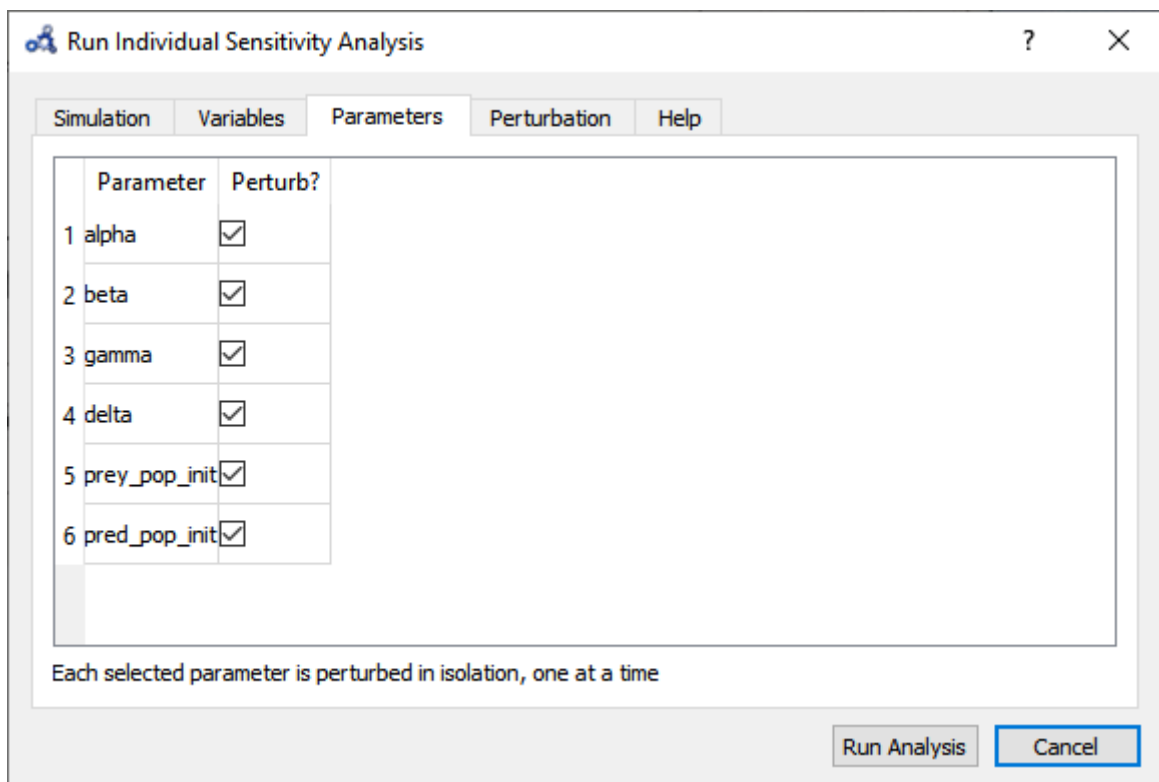 Run Individual Sensitivity Analysis ?
Simulation Variables Parameters Perturbation Help
Parameter Perturb?
1 alpha
2 beta
3 gamma
4 delta
5 prey_pop_init
6 pred_pop_init
Each selected parameter is perturbed in isolation, one at a time
Run Analysis Cancel